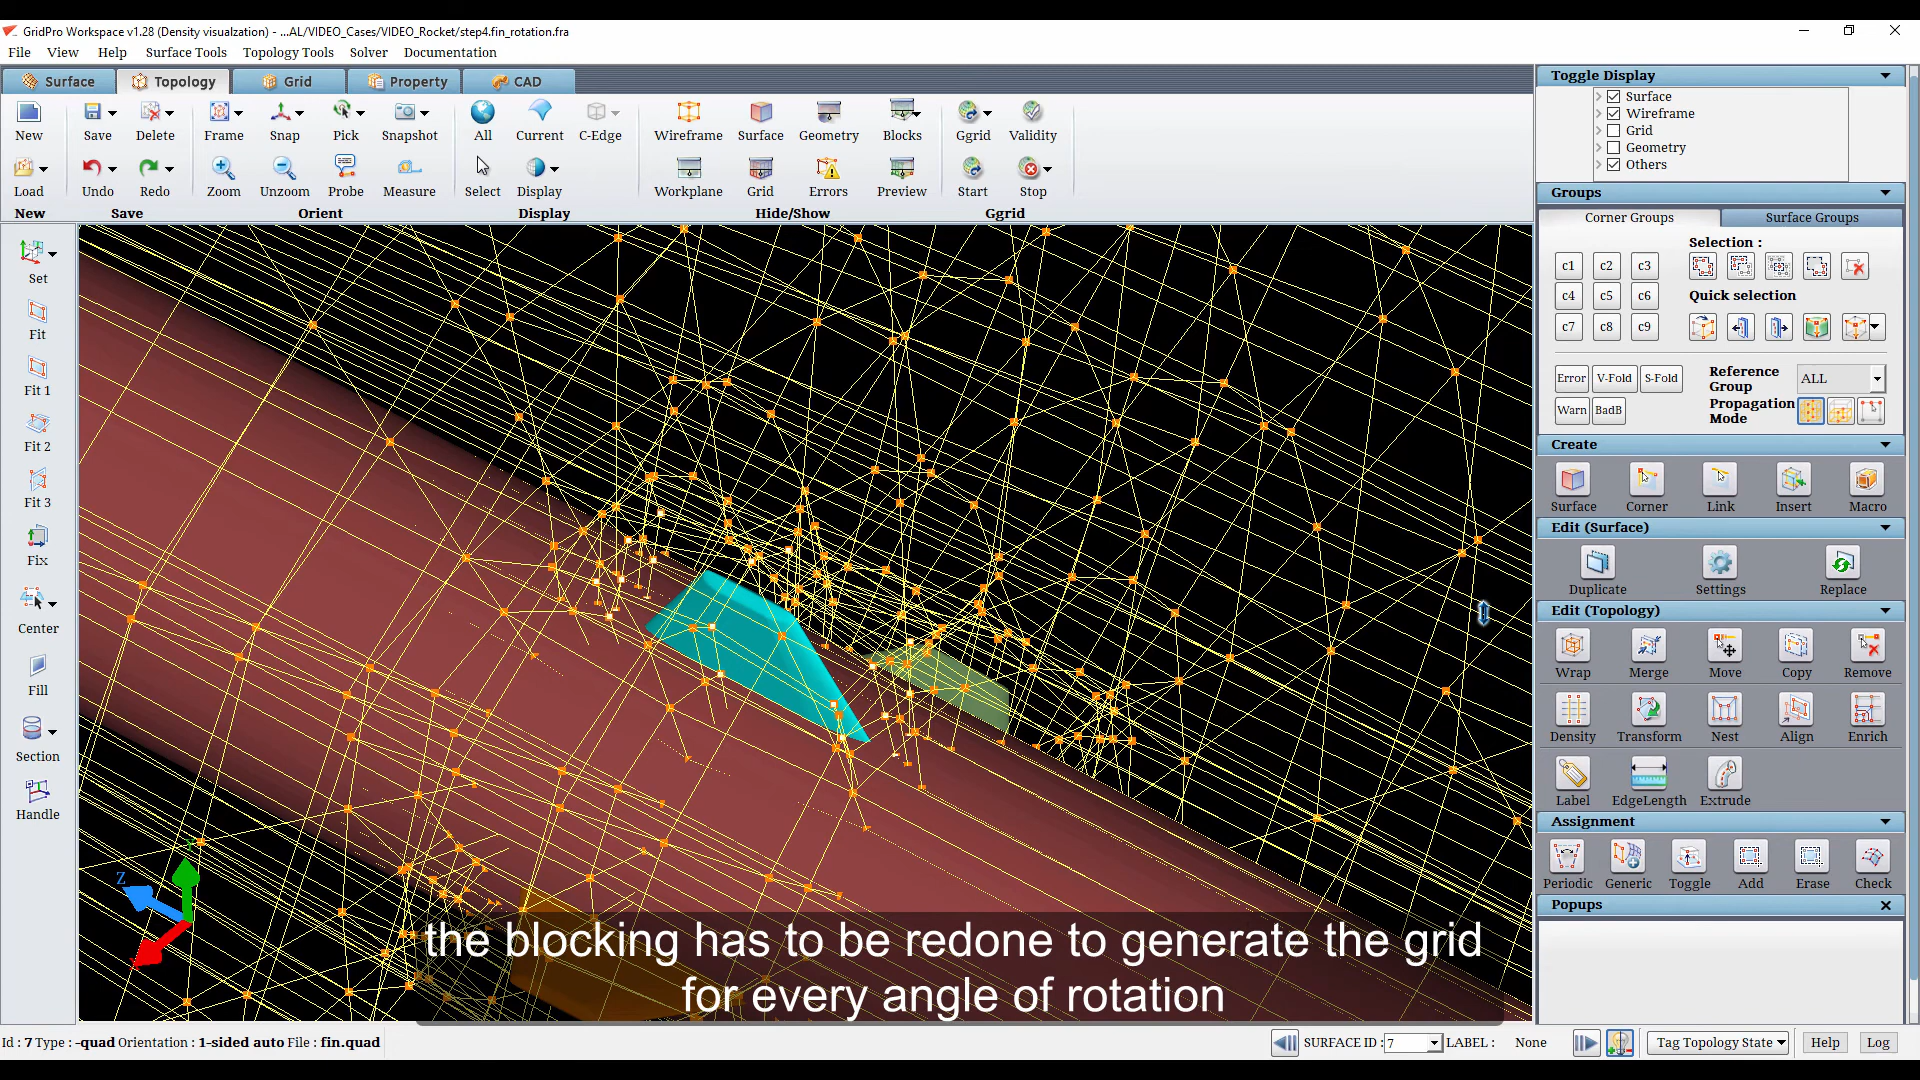 GridPro Workspace v1.28 (Density visualzation) - ...AL/VIDEO_Cases/VIDEO_Rocket/step4.fin_rotation.fra
File View Help Surface Tools Topology Tools Solver Documentation
Surface Topology Grid Property CAD
New Save Delete Frame Snap Pick Snapshot All Current C-Edge Wireframe Surface Geometry Blocks Ggrid Validity
Load Undo Redo Zoom Unzoom Probe Measure Select Display Workplane Grid Errors Preview Start Stop
New Save Orient Display Hide/Show Ggrid
Set
Fit
Fit 1
Fit 2
Fit 3
Fix
Center
Fill
Section
Handle
Z
Y
the blocking has to be redone to generate the grid
for every angle of rotation
Toggle Display
Surface
Wireframe
Grid
Geometry
Others
Groups
Corner Groups Surface Groups
Selection :
c1 c2 c3
c4 c5 c6
Quick selection
c7 c8 c9
Error V-Fold S-Fold
Warn BadB
Reference
Group
ALL
Propagation
Mode
Create
Surface Corner Link Insert Macro
Edit (Surface)
Duplicate Settings Replace
Edit (Topology)
Wrap Merge Move Copy Remove
Density Transform Nest Align Enrich
Label EdgeLength Extrude
Assignment
Periodic Generic Toggle Add Erase Check
Popups
Id : 7 Type : -quad Orientation : 1-sided auto File : fin.quad
SURFACE ID : 7 LABEL : None Tag Topology State Help Log